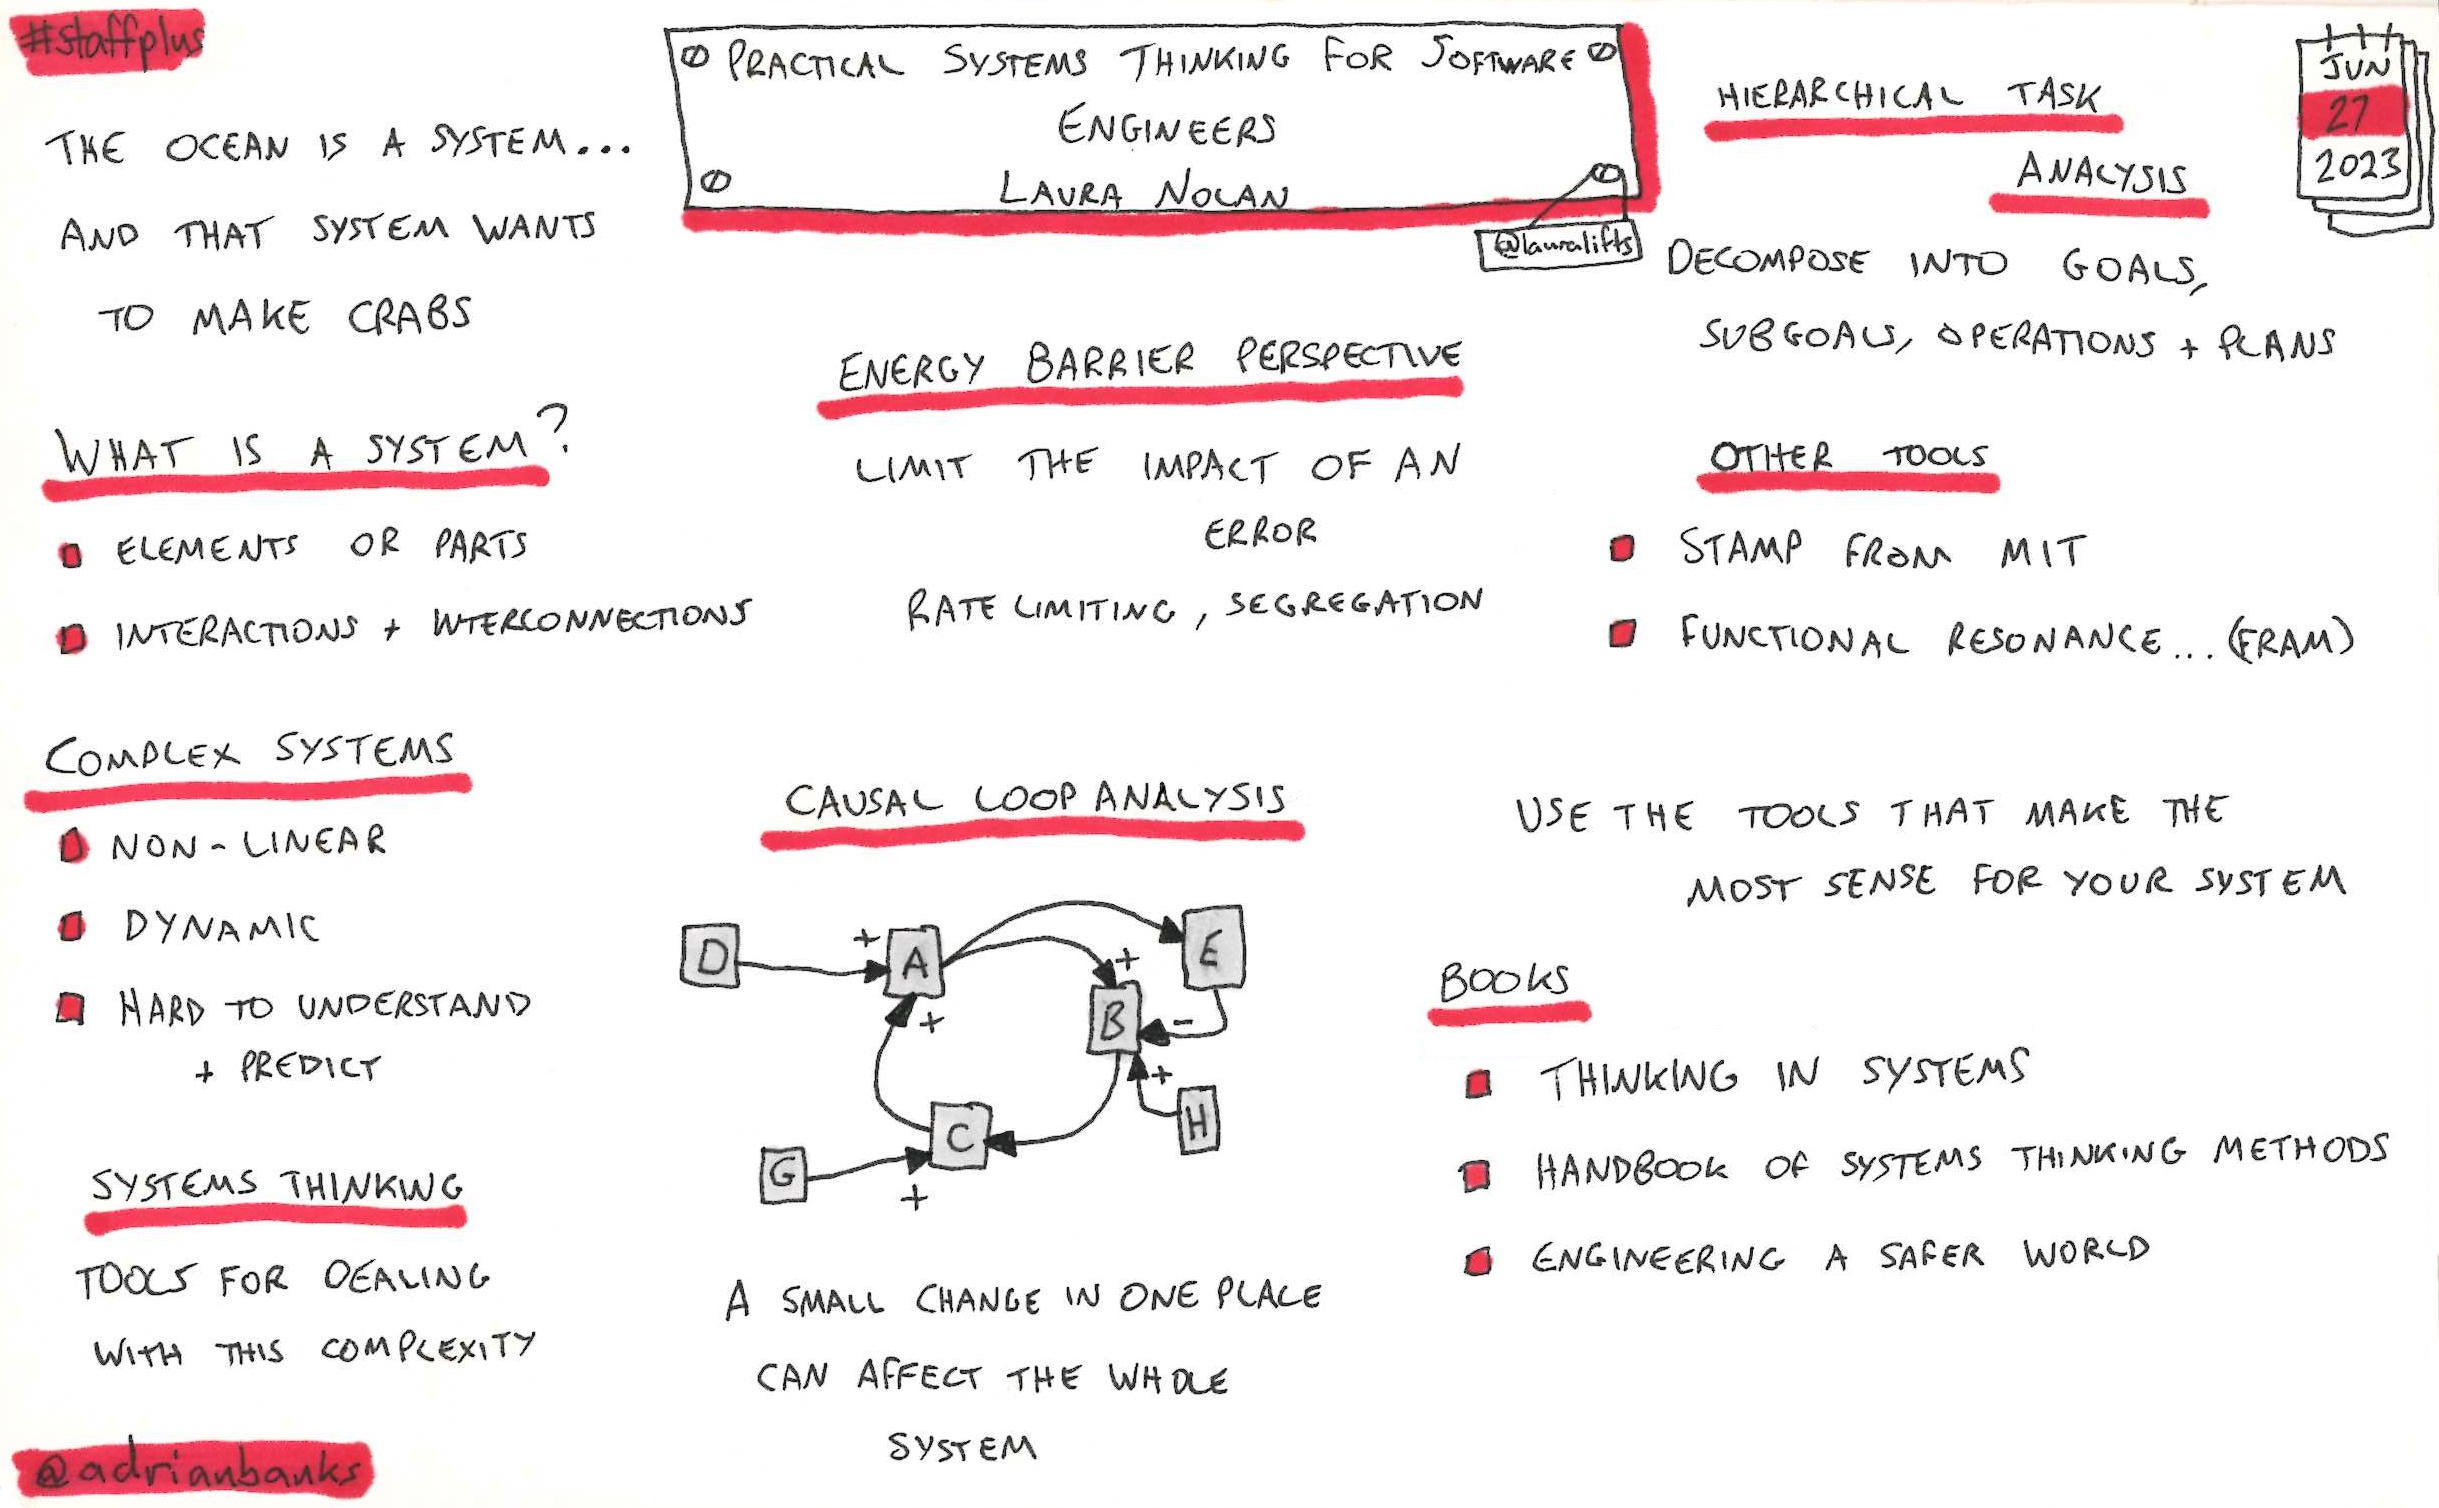 #staffplus
PRACTICAL SYSTEMS THINKING FOR SOFTWARE
ENGINEERS
LAURA NOLAN
@lauralifts
JUN
27
2023
THE OCEAN IS A SYSTEM...
AND THAT SYSTEM WANTS
TO MAKE CRABS
WHAT IS A SYSTEM?
ELEMENTS OR PARTS
INTERACTIONS + INTERCONNECTIONS
COMPLEX SYSTEMS
NON-LINEAR
DYNAMIC
HARD TO UNDERSTAND
+ PREDICT
SYSTEMS THINKING
TOOLS FOR DEALING
WITH THIS COMPLEXITY
ENERGY BARRIER PERSPECTIVE
LIMIT THE IMPACT OF AN
ERROR
RATE LIMITING, SEGREGATION
CAUSAL LOOP ANALYSIS
D
+
A
E
+
B
-
+
+
H
C
G
+
A SMALL CHANGE IN ONE PLACE
CAN AFFECT THE WHOLE
SYSTEM
HIERARCHICAL TASK
ANALYSIS
DECOMPOSE INTO GOALS,
SUBGOALS, OPERATIONS + PLANS
OTHER TOOLS
STAMP FROM MIT
FUNCTIONAL RESONANCE... (FRAM)
USE THE TOOLS THAT MAKE THE
MOST SENSE FOR YOUR SYSTEM
BOOKS
THINKING IN SYSTEMS
HANDBOOK OF SYSTEMS THINKING METHODS
ENGINEERING A SAFER WORLD
@adrianbanks